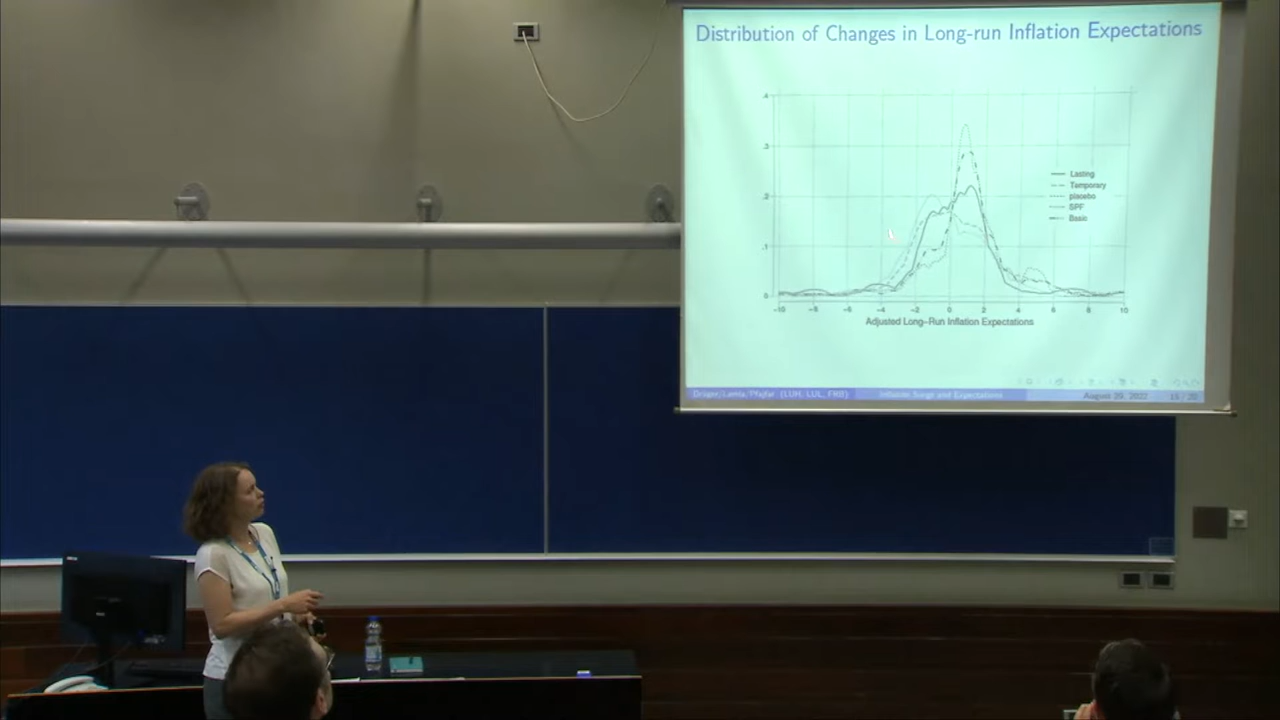 Distribution of Changes in Long-run Inflation Expectations
.4
.3
.2
.1
0
Lasting
Temporary
placebo
SPF
Basic
-10 -8 -6 -4 -2 0 2 4 6 8 10
Adjusted Long-Run Inflation Expectations
Dräger/Lamla/Pfajfar (LUH, LUL, FRB) Inflation Surge and Expectations August 29, 2022 / 20